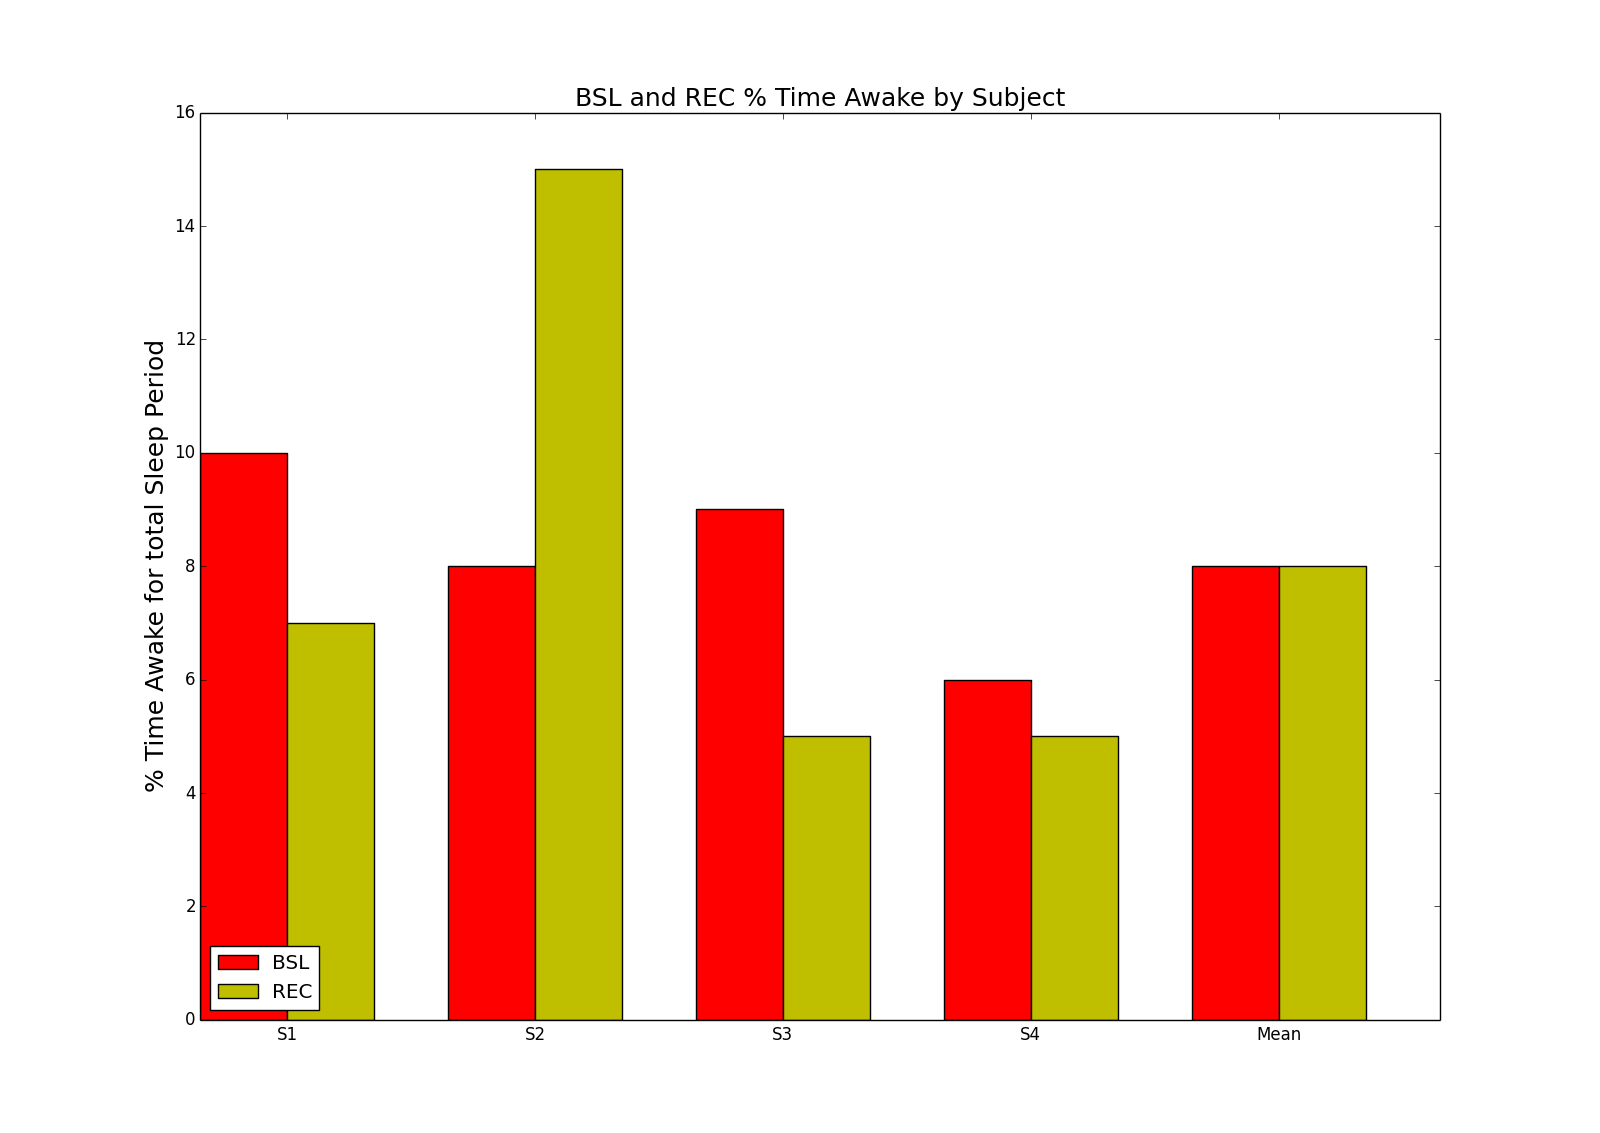 BSL and REC % Time Awake by Subject
% Time Awake for total Sleep Period
16
14
12
10
8
6
4
2
0
BSL
REC
S1
S2
S3
S4
Mean